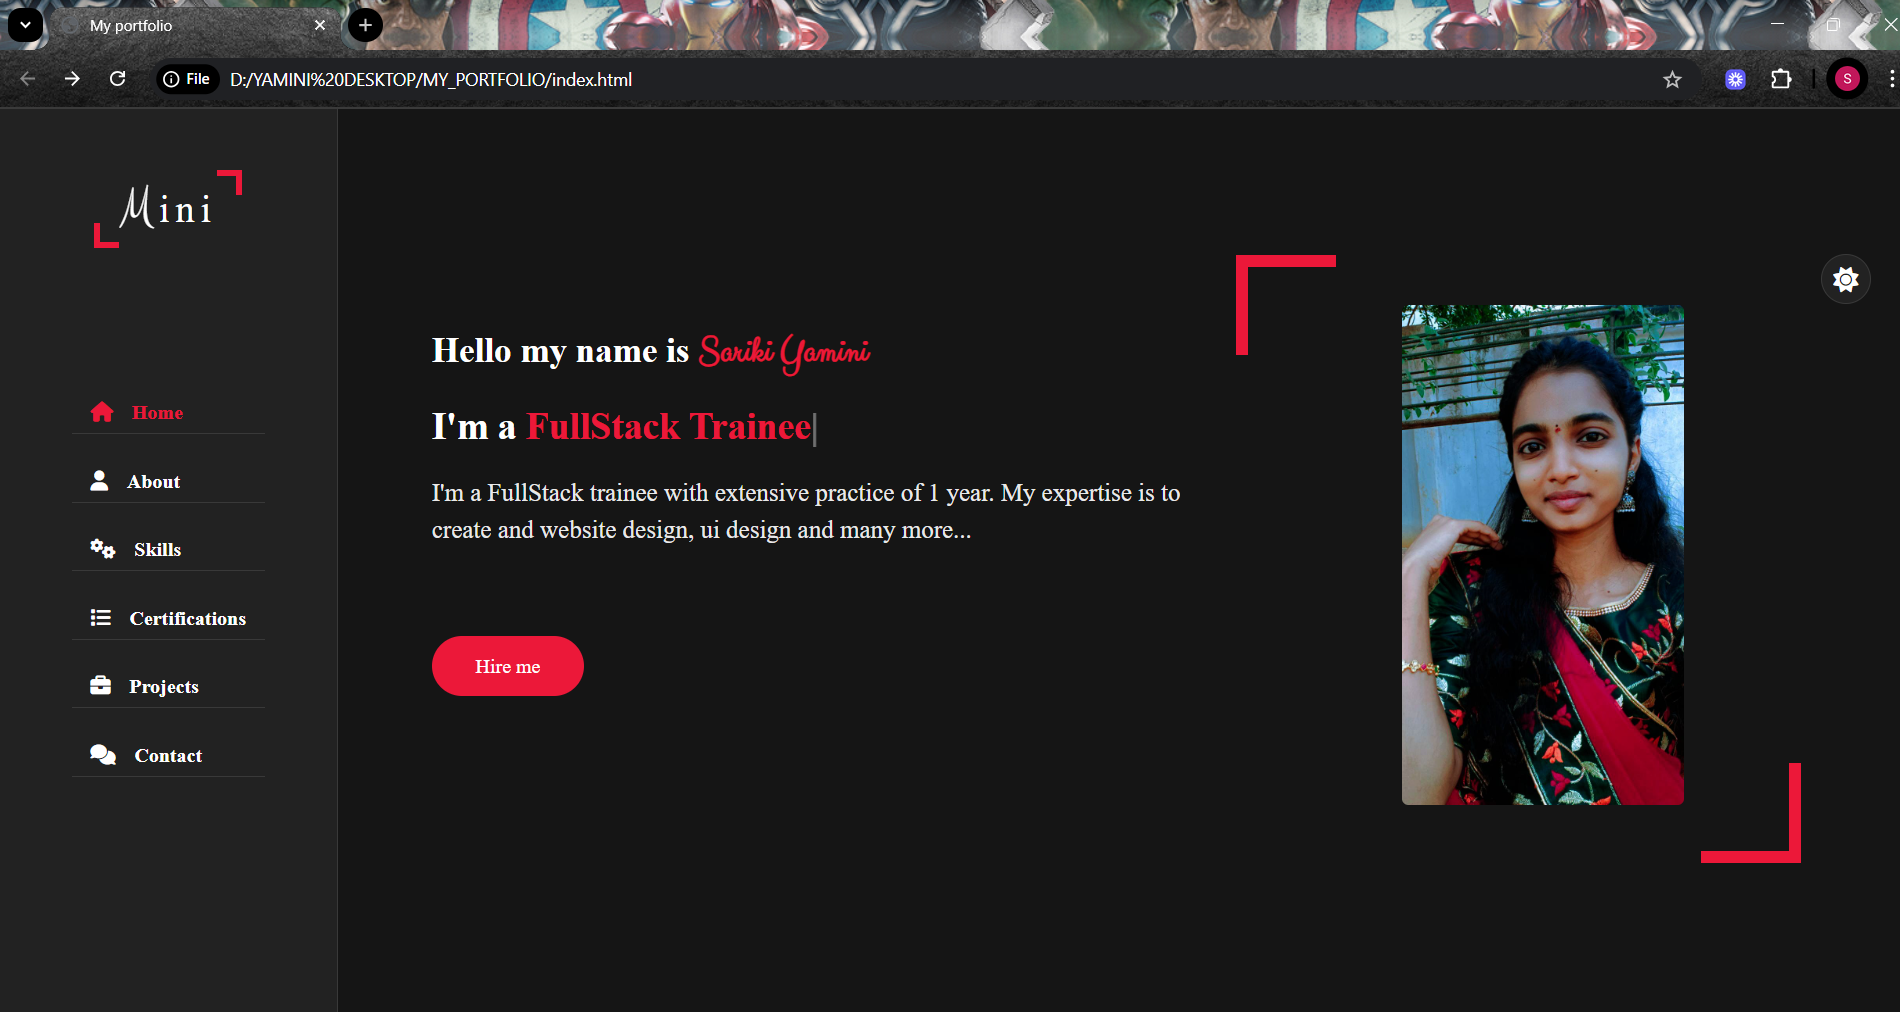 My portfolio
File D:/YAMINI%20DESKTOP/MY_PORTFOLIO/index.html
S
Mini
Home
About
Skills
Certifications
Projects
Contact
Hello my name is Sariki Yamini
I'm a FullStack Trainee|
I'm a FullStack trainee with extensive practice of 1 year. My expertise is to
create and website design, ui design and many more...
Hire me